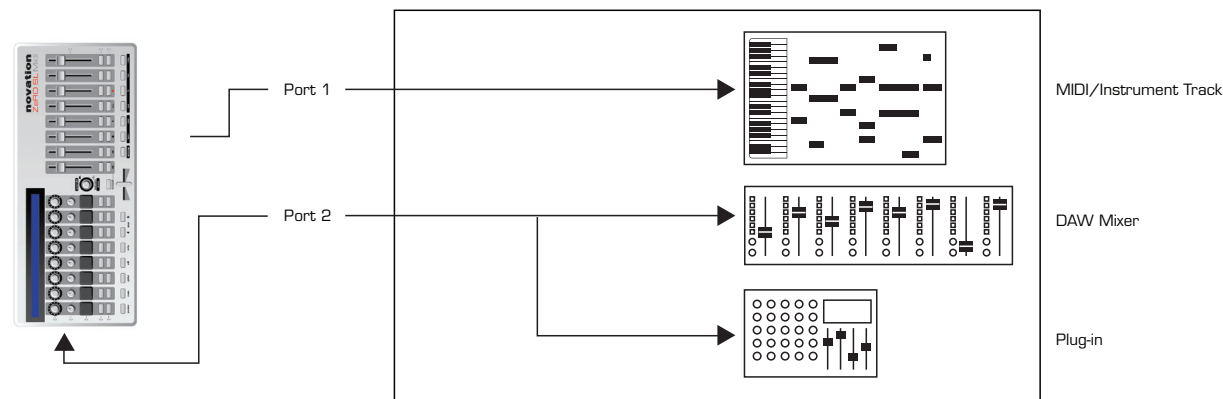 novation
ZeRO SL MkII
Port 1
MIDI/Instrument Track
Port 2
DAW Mixer
Plug-in